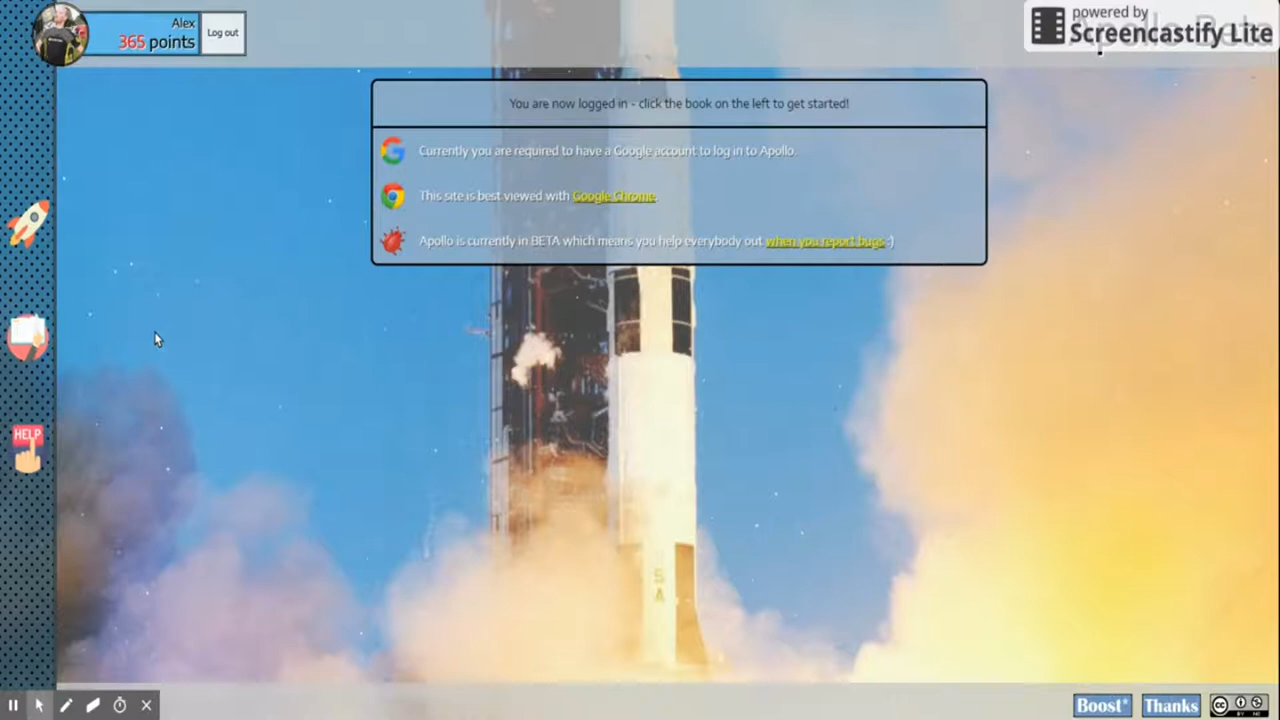 Alex
365 points
Log out
powered by
Screencastify Lite
You are now logged in - click the book on the left to get started!
Currently you are required to have a Google account to log in to Apollo.
This site is best viewed with Google Chrome.
Apollo is currently in BETA which means you help everybody out when you report bugs :)
HELP
S
A
Boost*
Thanks
cc
BY NC